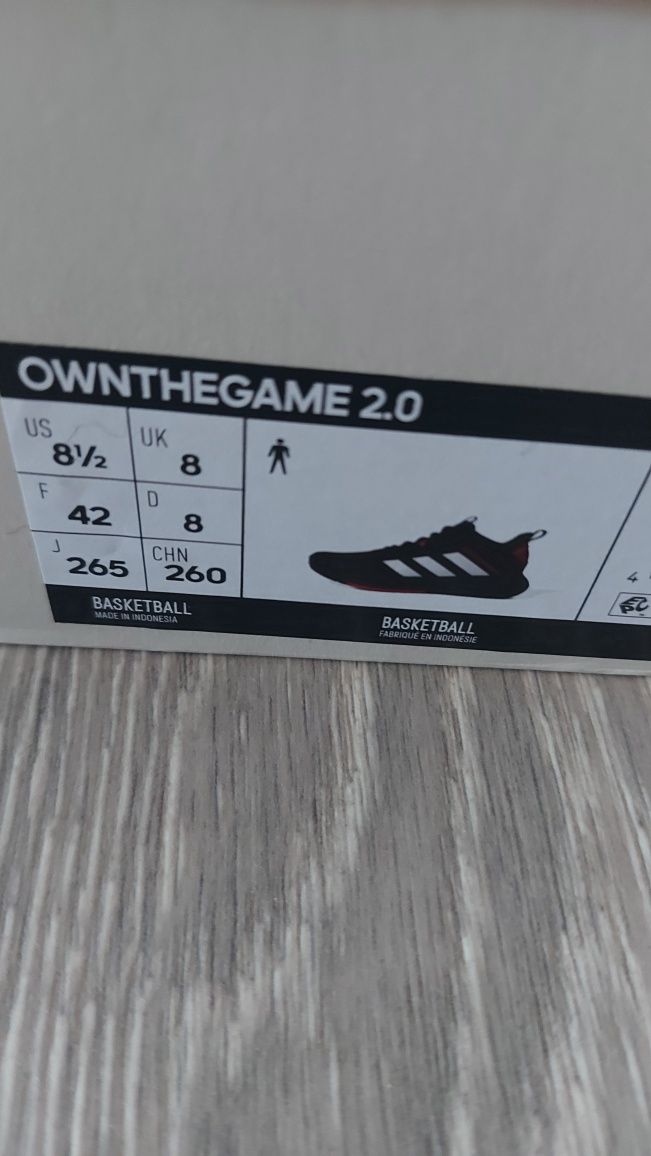 OWNTHEGAME 2.0
US 8½ UK 8
F 42 D 8
J 265 CHN 260
BASKETBALL
MADE IN INDONESIA
BASKETBALL
FABRIQUÉ EN INDONÉSIE
4